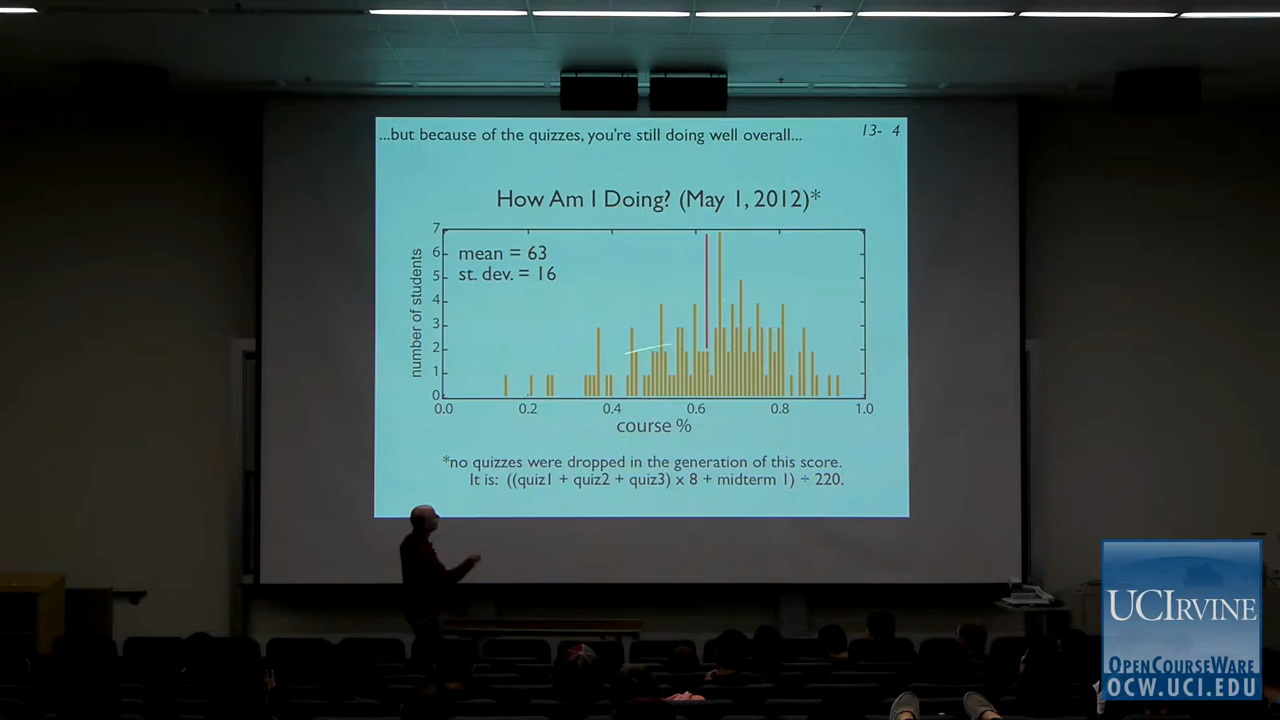 ...but because of the quizzes, you're still doing well overall...
13- 4
How Am I Doing? (May 1, 2012)*
mean = 63
st. dev. = 16
number of students
7
6
5
4
3
2
1
0
0.0 0.2 0.4 0.6 0.8 1.0
course %
*no quizzes were dropped in the generation of this score.
It is: ((quiz1 + quiz2 + quiz3) x 8 + midterm 1) ÷ 220.
UCIRVINE
OPENCOURSEWARE
OCW.UCI.EDU